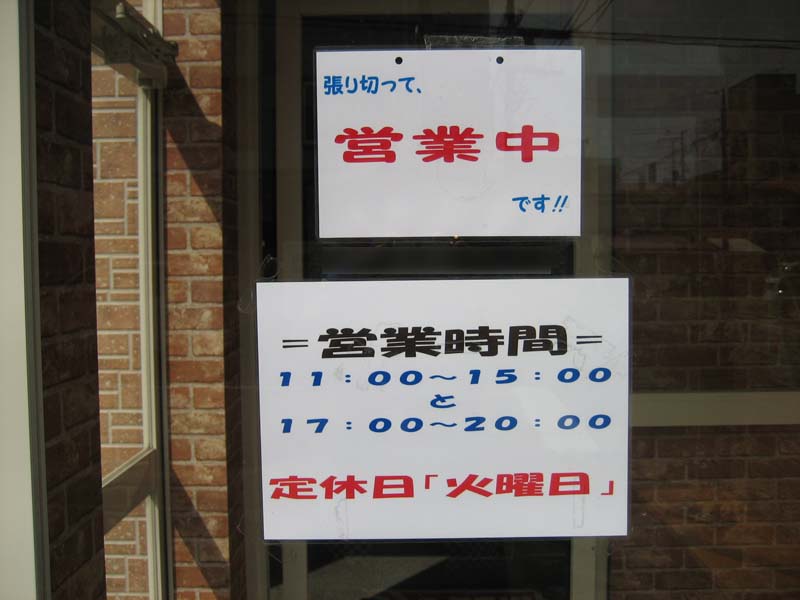 張り切って、
営業中
です!!
=営業時間=
11:00～15:00
と
17:00～20:00
定休日「火曜日」